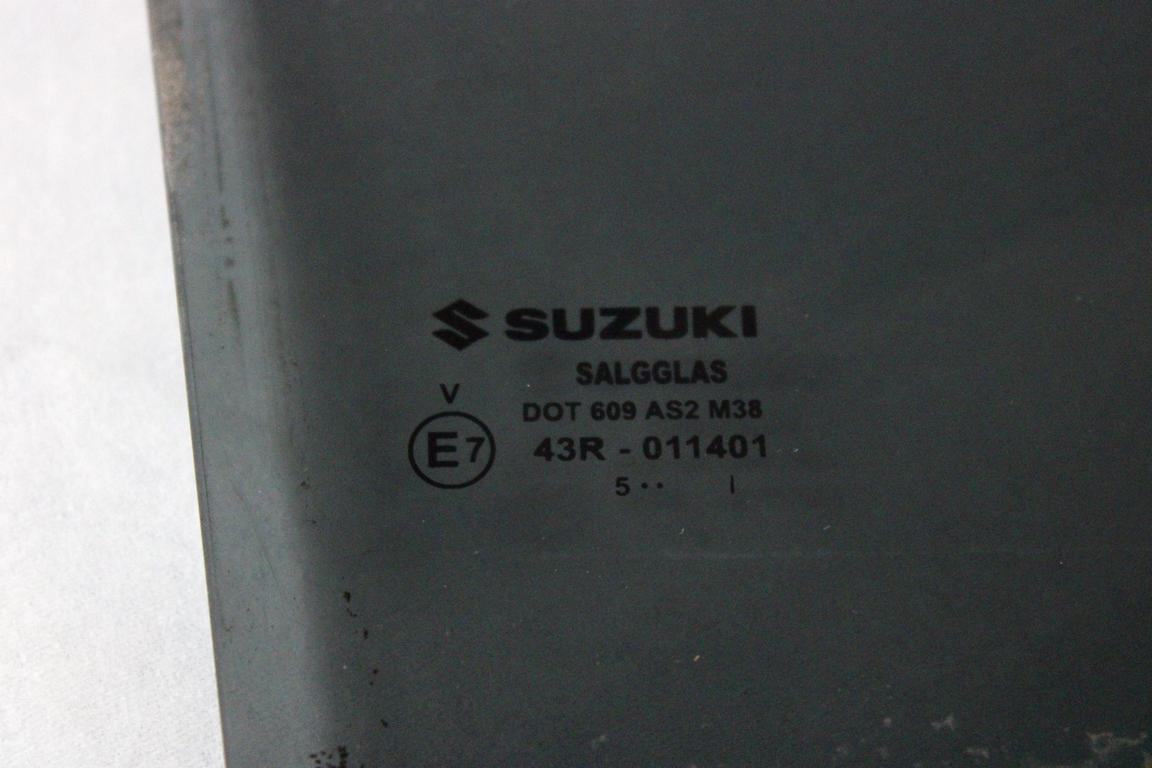 SUZUKI
SALGGLAS
V
DOT 609 AS2 M38
E7
43R - 011401
5 •• I